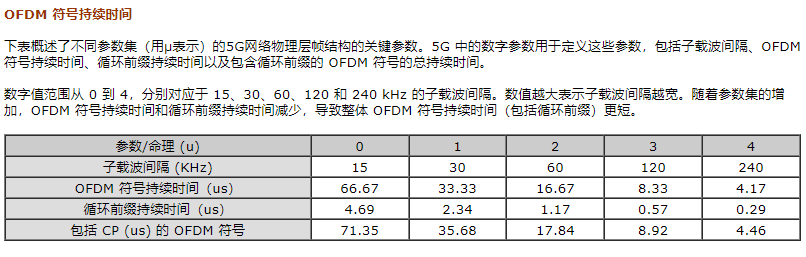 OFDM 符号持续时间
下表概述了不同参数集（用μ表示）的5G网络物理层帧结构的关键参数。5G 中的数字参数用于定义这些参数，包括子载波间隔、OFDM
符号持续时间、循环前缀持续时间以及包含循环前缀的 OFDM 符号的总持续时间。
数字值范围从 0 到 4，分别对应于 15、30、60、120 和 240 kHz 的子载波间隔。数值越大表示子载波间隔越宽。随着参数集的增
加，OFDM 符号持续时间和循环前缀持续时间减少，导致整体 OFDM 符号持续时间（包括循环前缀）更短。
参数/命理 (u) 0 1 2 3 4
子载波间隔 (KHz) 15 30 60 120 240
OFDM 符号持续时间（us） 66.67 33.33 16.67 8.33 4.17
循环前缀持续时间（us） 4.69 2.34 1.17 0.57 0.29
包括 CP (us) 的 OFDM 符号 71.35 35.68 17.84 8.92 4.46